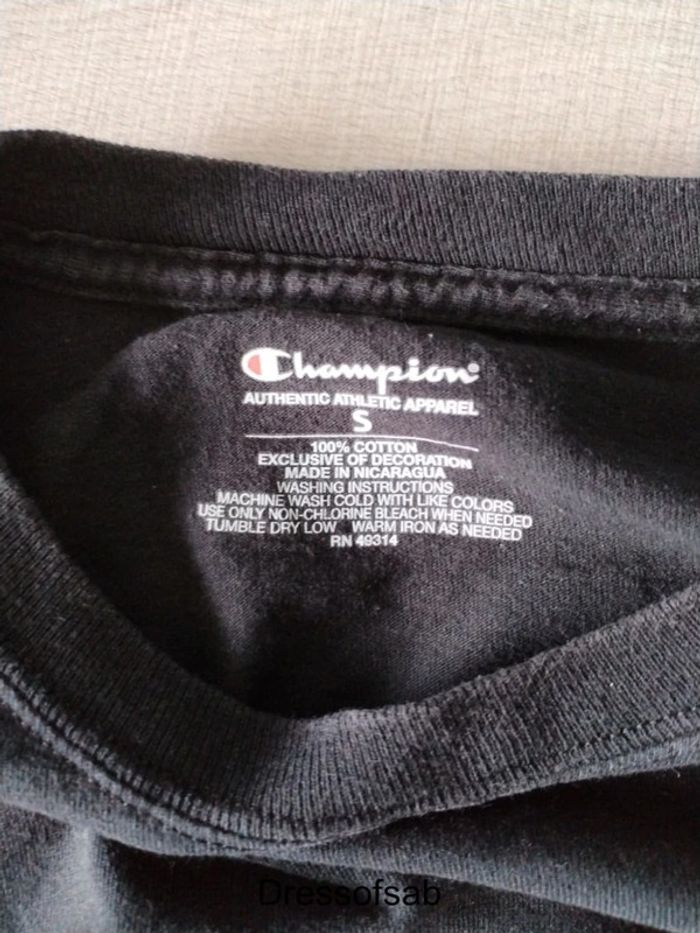 Champion
AUTHENTIC ATHLETIC APPAREL
S
100% COTTON
EXCLUSIVE OF DECORATION
MADE IN NICARAGUA
WASHING INSTRUCTIONS
MACHINE WASH COLD WITH LIKE COLORS
USE ONLY NON-CHLORINE BLEACH WHEN NEEDED
TUMBLE DRY LOW WARM IRON AS NEEDED
RN 49314
Dressofsab